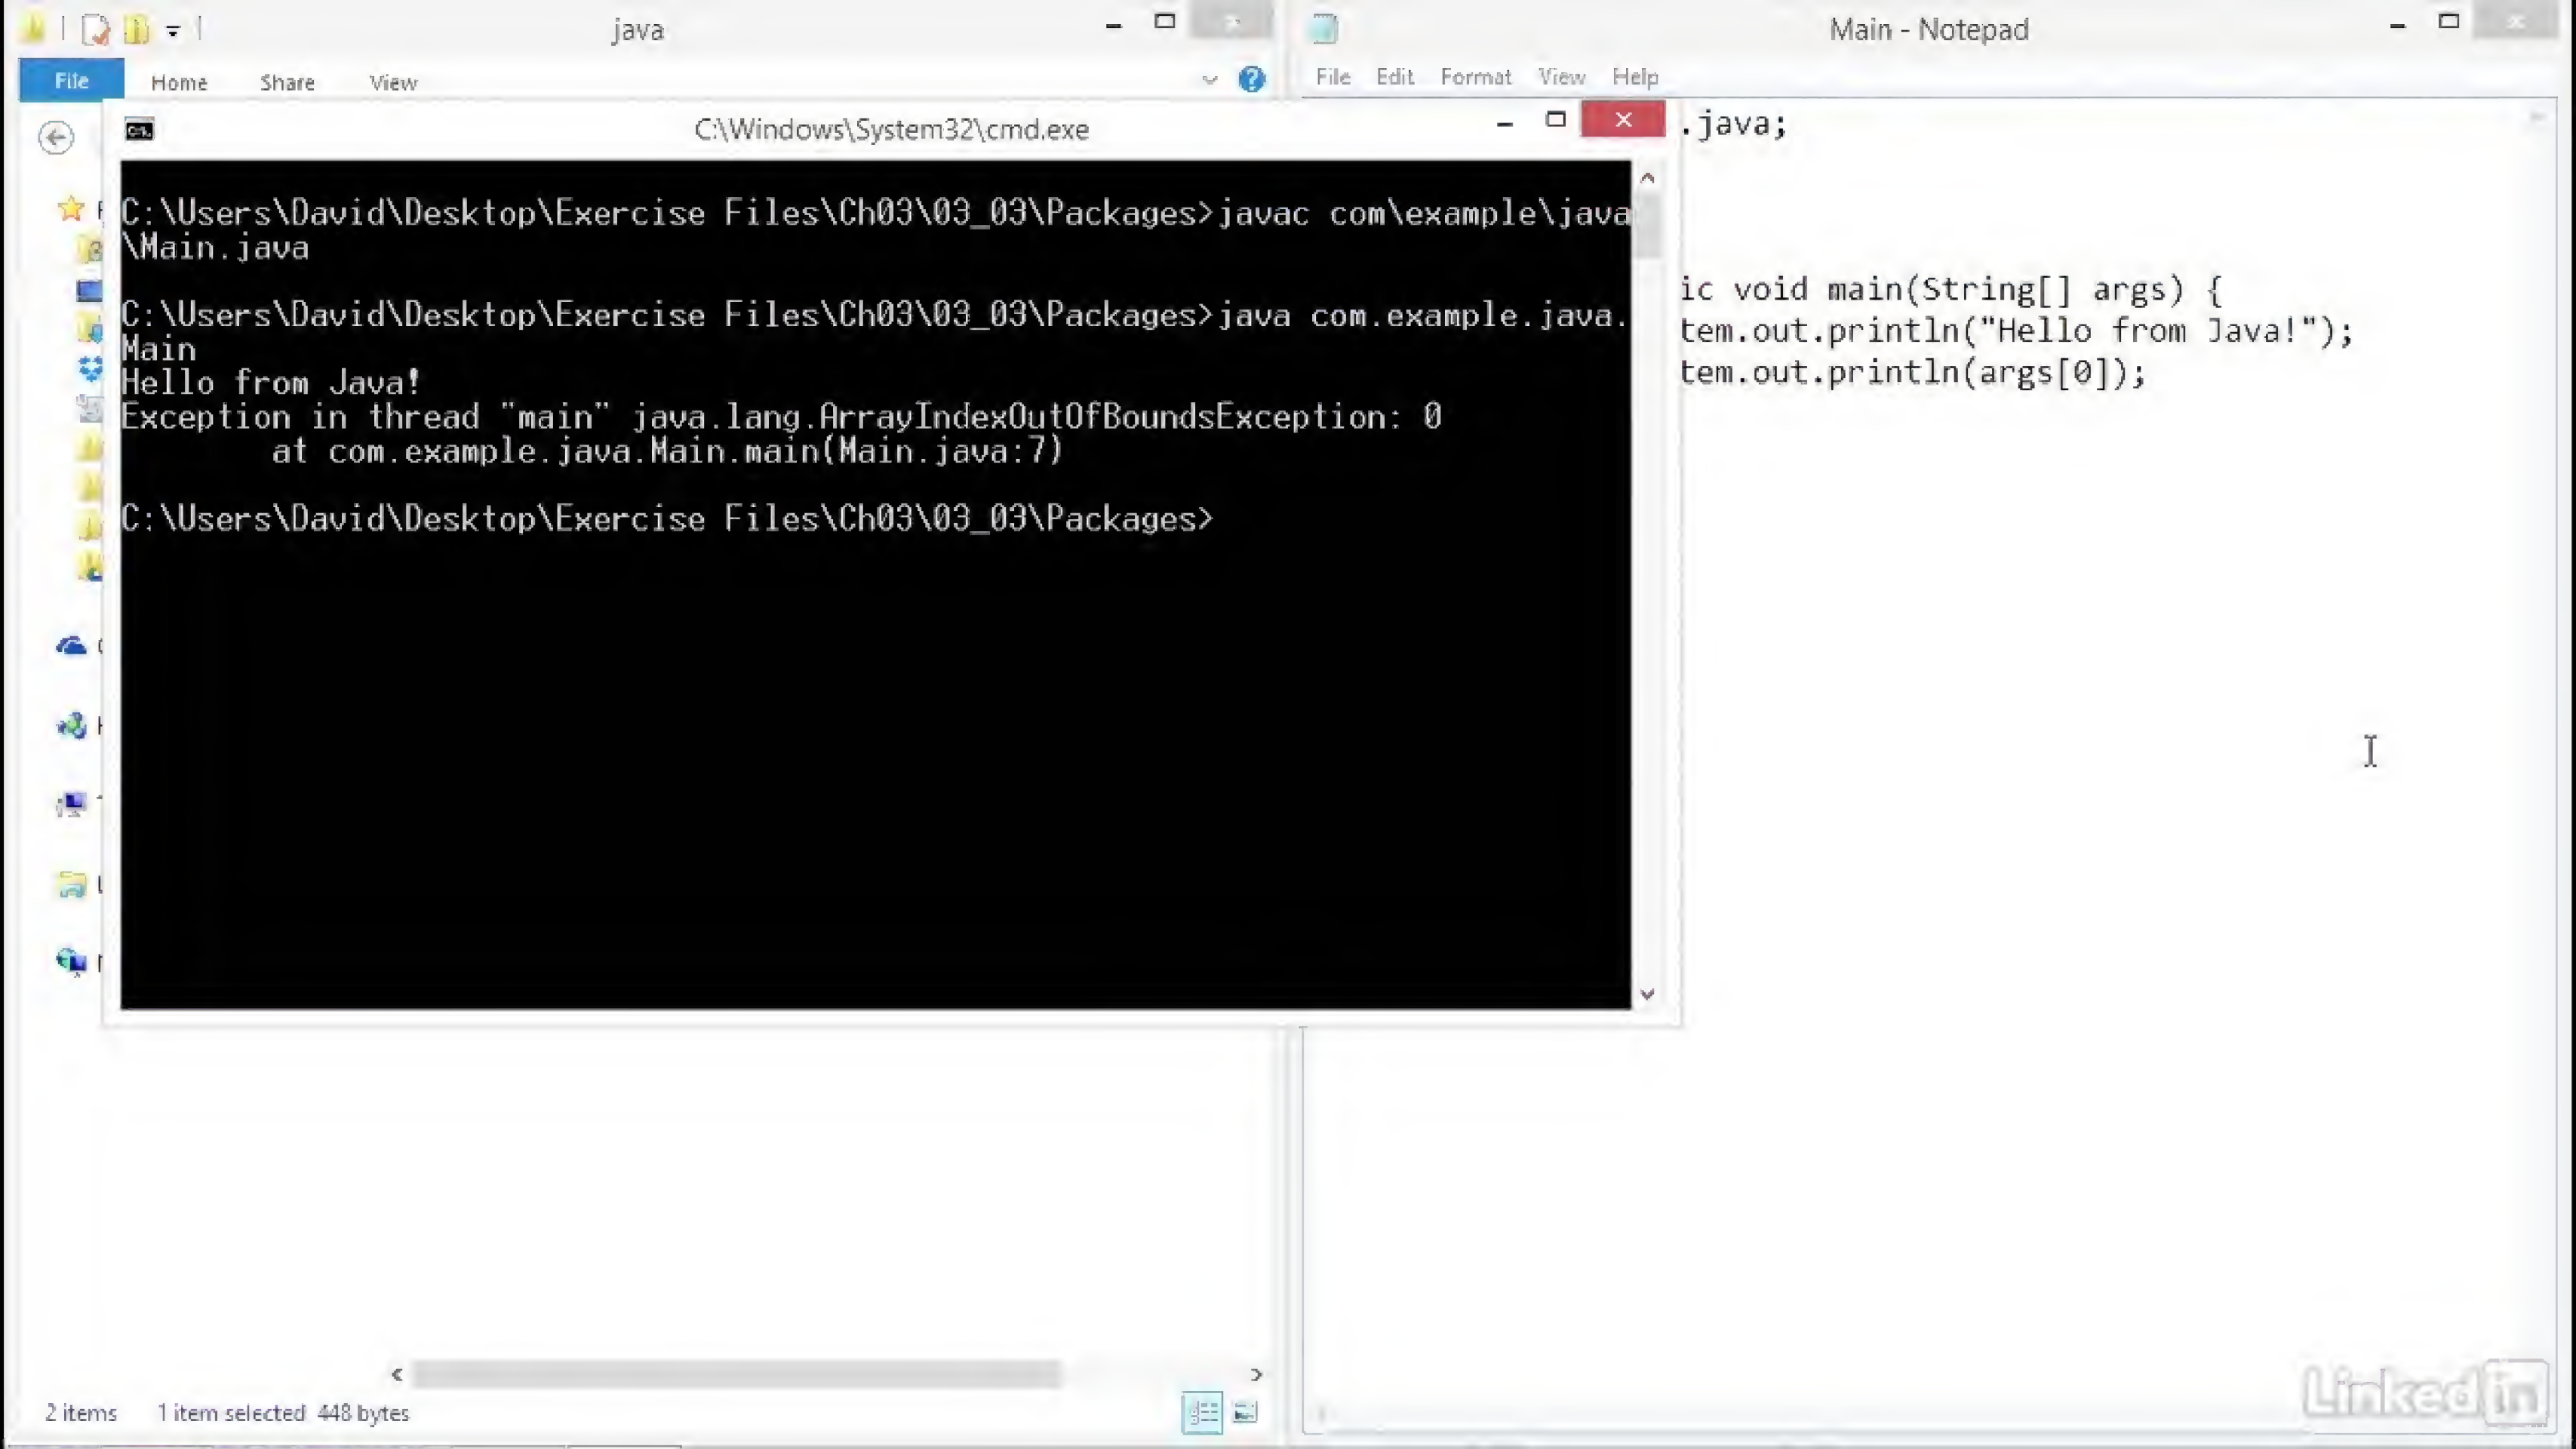 java
File
Home
Share
View
Main - Notepad
File Edit Format View Help
C:\Windows\System32\cmd.exe
C:\Users\David\Desktop\Exercise Files\Ch03\03_03\Packages>javac com\example\java
\Main.java
C:\Users\David\Desktop\Exercise Files\Ch03\03_03\Packages>java com.example.java.
Main
Hello from Java!
Exception in thread "main" java.lang.ArrayIndexOutOfBoundsException: 0
at com.example.java.Main.main(Main.java:7)
C:\Users\David\Desktop\Exercise Files\Ch03\03_03\Packages>
.java;
ic void main(String[] args) {
tem.out.println("Hello from Java!");
tem.out.println(args[0]);
2 items 1 item selected 448 bytes
Linked in